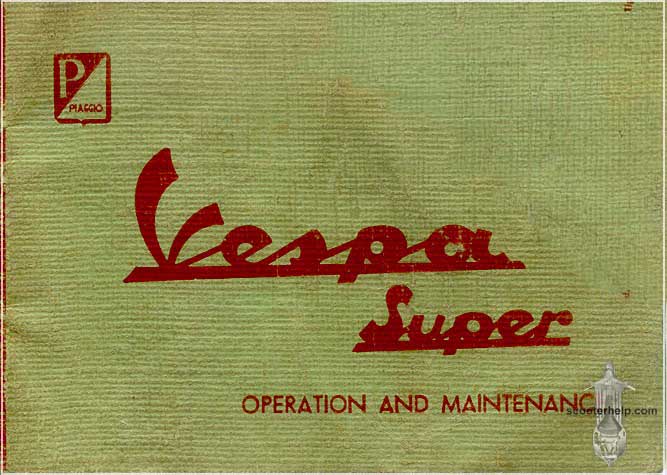 P
PIAGGIO
Vespa
Super
OPERATION AND MAINTENANC
scooterhelp.com